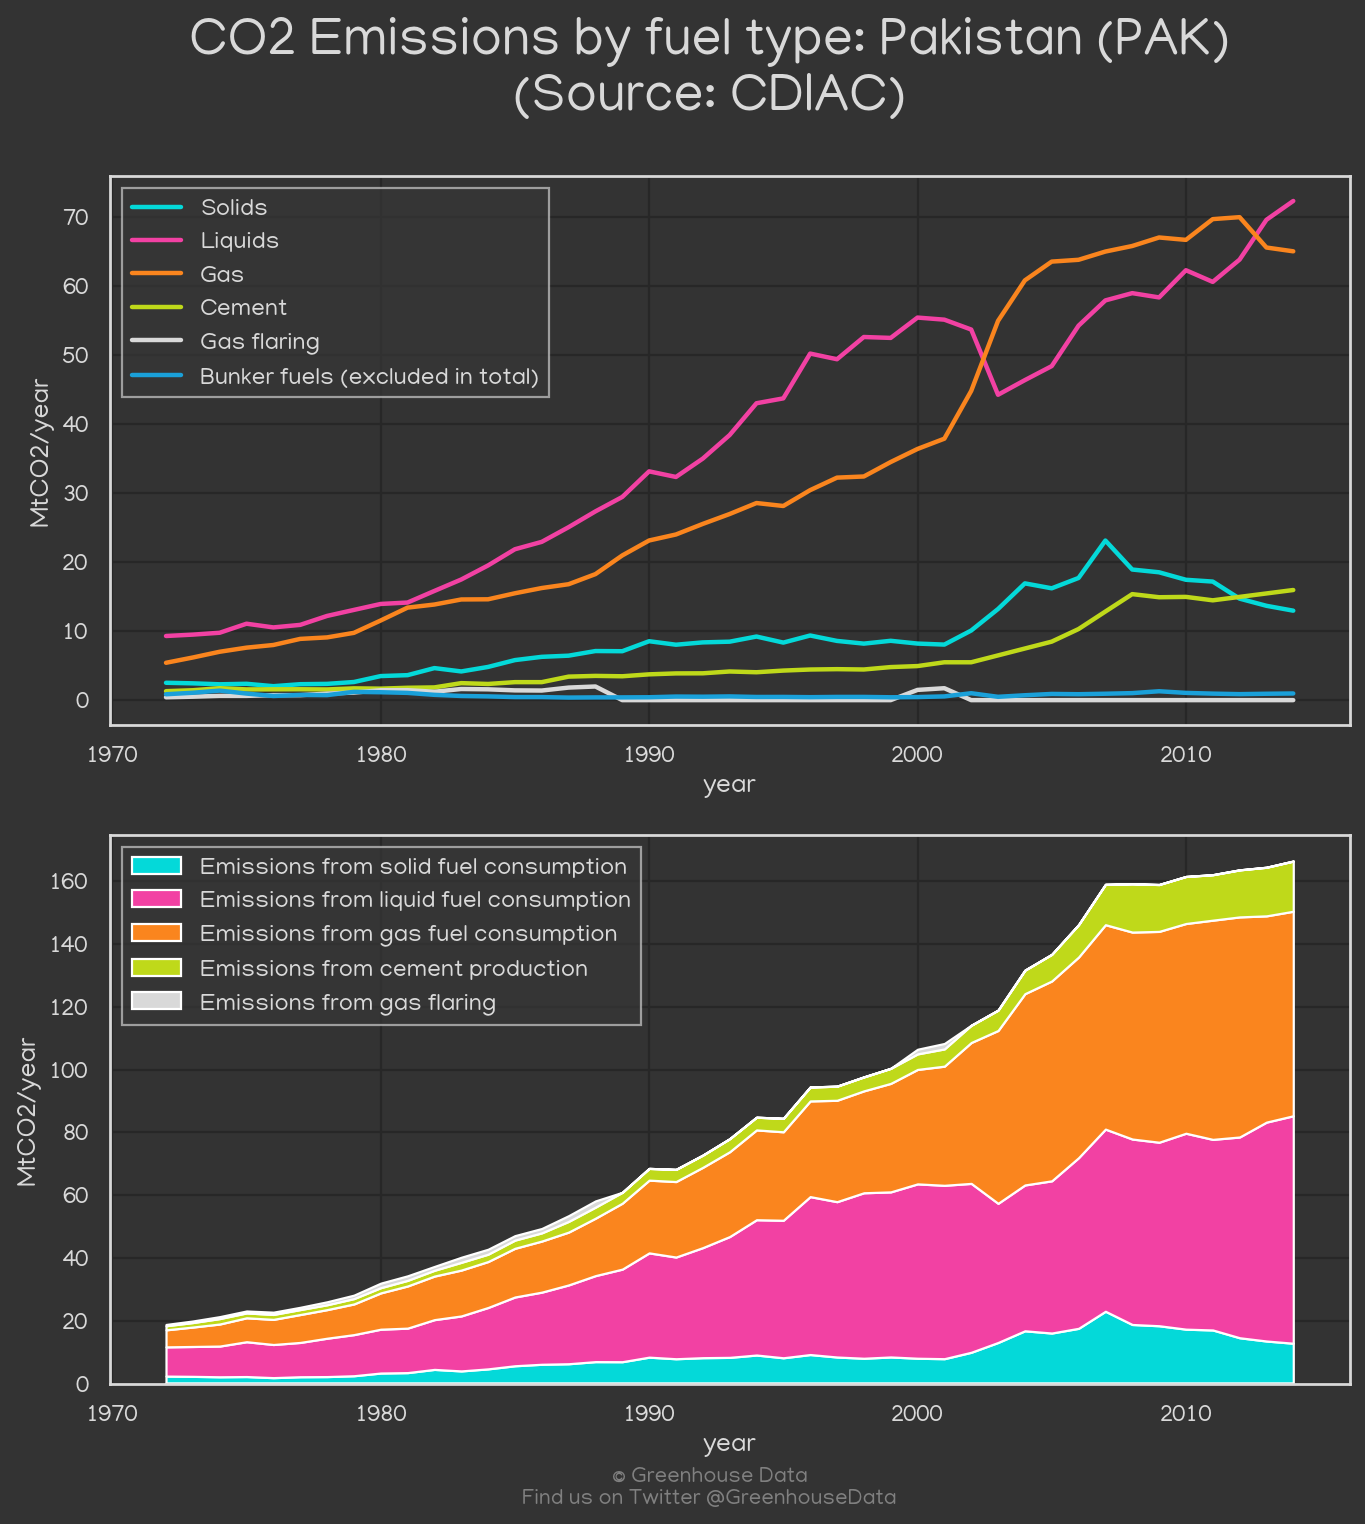 CO2 Emissions by fuel type: Pakistan (PAK)
(Source: CDIAC)
Solids
Liquids
Gas
Cement
Gas flaring
Bunker fuels (excluded in total)
MtCO2/year
70
60
50
40
30
20
10
0
1970 1980 1990 2000 2010
year
Emissions from solid fuel consumption
Emissions from liquid fuel consumption
Emissions from gas fuel consumption
Emissions from cement production
Emissions from gas flaring
MtCO2/year
160
140
120
100
80
60
40
20
0
1970 1980 1990 2000 2010
year
© Greenhouse Data
Find us on Twitter @GreenhouseData